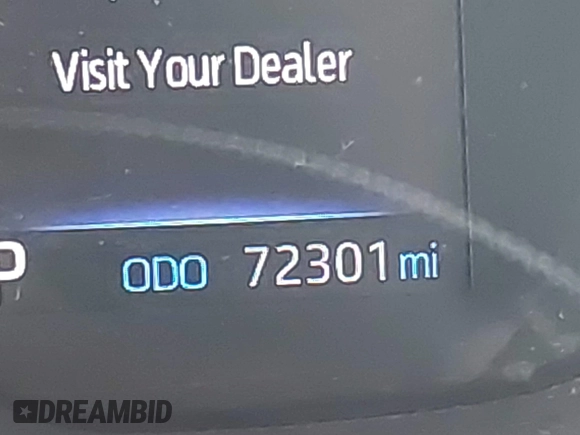 Visit Your Dealer
P
ODO 72301 mi
DREAMBID